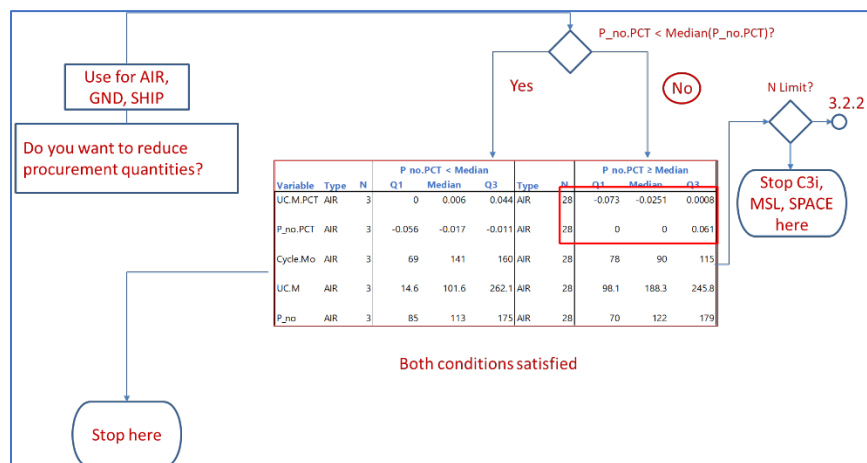 P_no.PCT < Median(P_no.PCT)?
Use for AIR,
GND, SHIP
Yes
No
N Limit?
3.2.2
Do you want to reduce
procurement quantities?
P_no.PCT < Median P_no.PCT ≥ Median
Variable Type N Q1 Median Q3 Type N Q1 Median Q3
UC.M.PCT AIR 3 0 0.006 0.044 AIR 28 -0.073 -0.0251 0.0008
P_no.PCT AIR 3 -0.056 -0.017 -0.011 AIR 28 0 0 0.061
Cycle.Mo AIR 3 69 141 160 AIR 28 78 90 115
UC.M AIR 3 14.6 101.6 262.1 AIR 28 98.1 188.3 245.8
P_no AIR 3 85 113 175 AIR 28 70 122 179
Stop C3i,
MSL, SPACE
here
Both conditions satisfied
Stop here